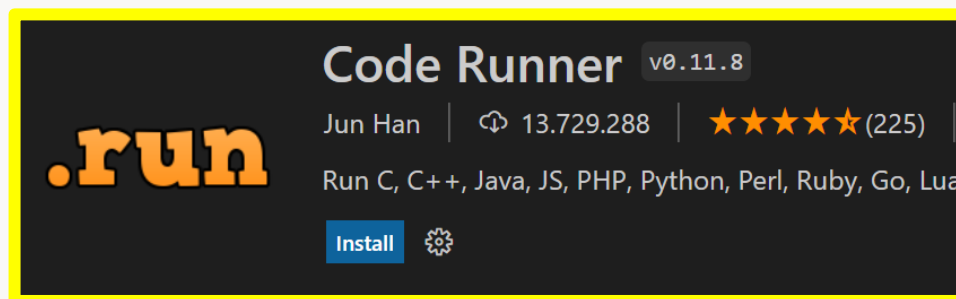 .run
Code Runner v0.11.8
Jun Han 13.729.288 (225)
Run C, C++, Java, JS, PHP, Python, Perl, Ruby, Go, Lua
Install